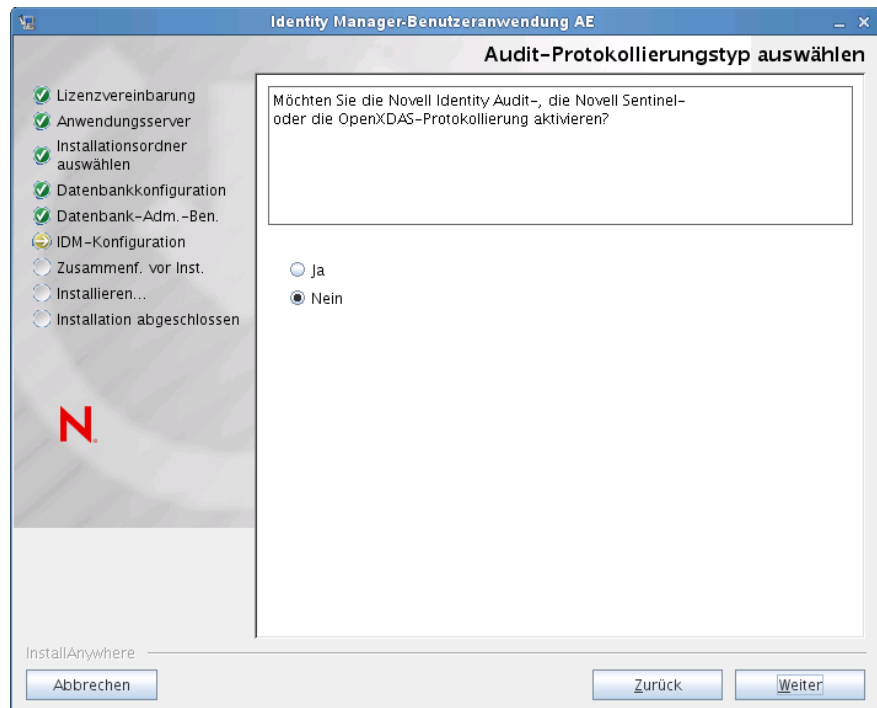 Identity Manager-Benutzeranwendung AE
Audit-Protokollierungstyp auswählen
Lizenzvereinbarung
Anwendungsserver
Installationsordner
auswählen
Datenbankkonfiguration
Datenbank-Adm.-Ben.
IDM-Konfiguration
Zusammenf. vor Inst.
Installieren...
Installation abgeschlossen
N.
Möchten Sie die Novell Identity Audit-, die Novell Sentinel-
oder die OpenXDAS-Protokollierung aktivieren?
Ja
Nein
InstallAnywhere
Abbrechen
Zurück
Weiter